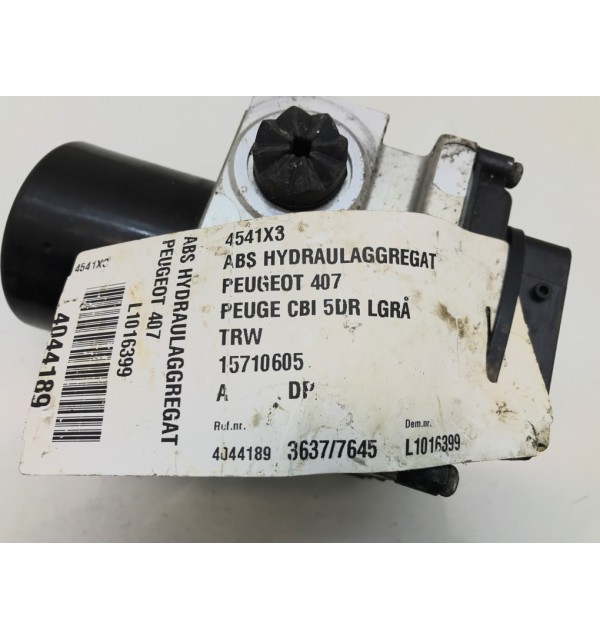 4541X3
ABS HYDRAULAGGREGAT
PEUGEOT 407
PEUGE CBI 5DR LGRÅ
TRW
15710605
A DP
Ref.nr. Dem.nr.
4044189 3637/7645 L1016399
4541X3
ABS HYDRAULAGGREGAT
PEUGEOT 407
L1016399
4044189